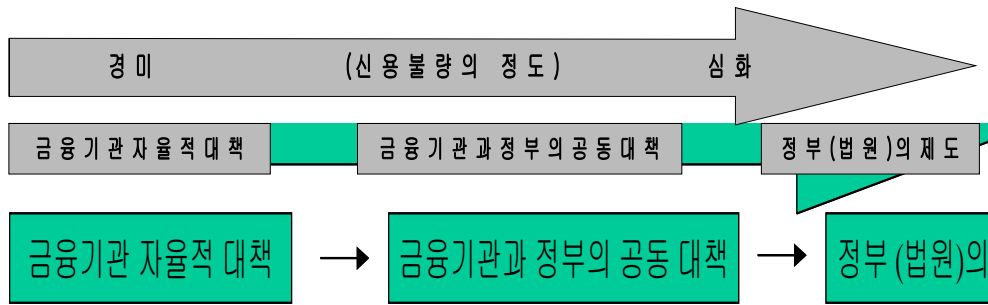 경미 (신용불량의 정도) 심화
금융기관자율적대책 금융기관과정부의공동대책 정부(법원)의제도
금융기관 자율적 대책 → 금융기관과 정부의 공동 대책 → 정부 (법원)의